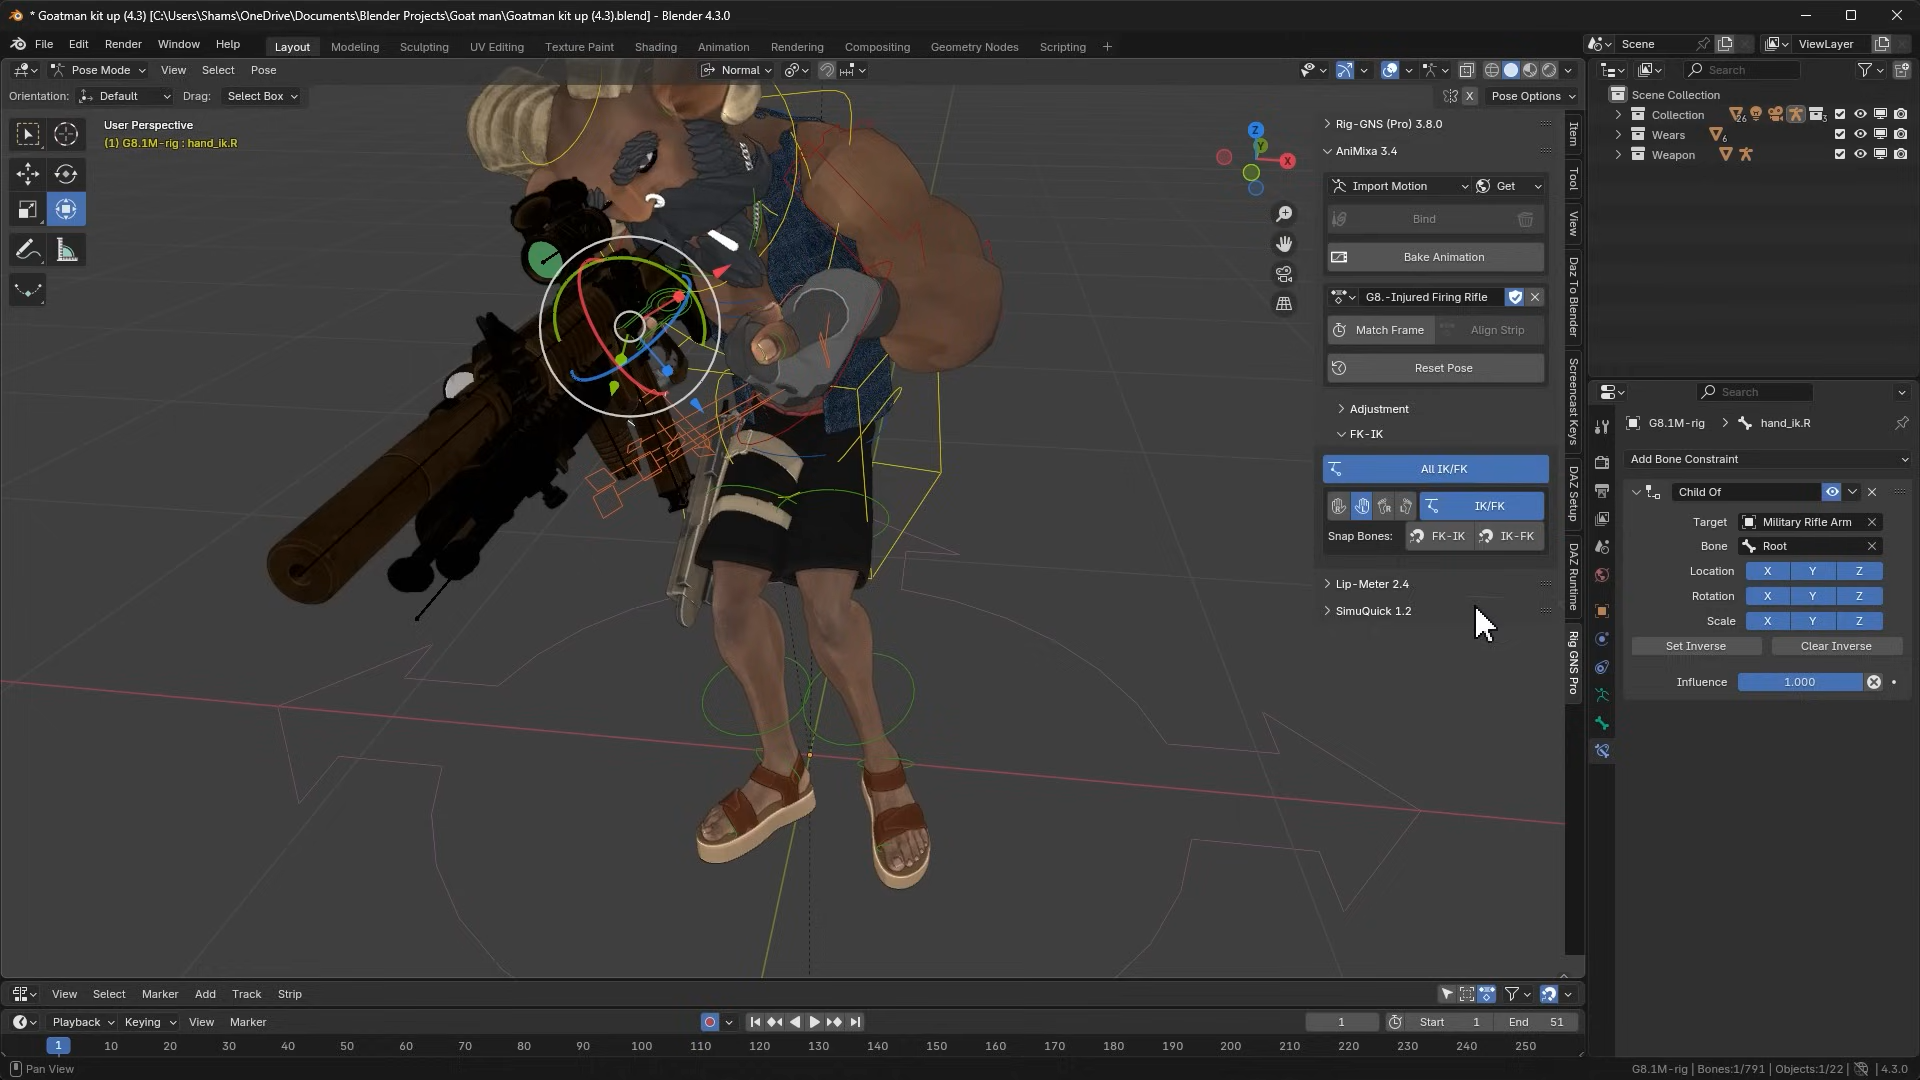 * Goatman kit up (4.3) [C:\Users\Shams\OneDrive\Documents\Blender Projects\Goat man\Goatman kit up (4.3).blend] - Blender 4.3.0
File Edit Render Window Help Layout Modeling Sculpting UV Editing Texture Paint Shading Animation Rendering Compositing Geometry Nodes Scripting + Scene ViewLayer
Pose Mode View Select Pose Normal Search
Orientation: Default Drag: Select Box X Pose Options
User Perspective
(1) G8.1M-rig : hand_ik.R
Z
Y
X
Rig-GNS (Pro) 3.8.0
AniMixa 3.4
Import Motion Get
Bind
Bake Animation
G8.-Injured Firing Rifle
Match Frame Align Strip
Reset Pose
Adjustment
FK-IK
All IK/FK
IK/FK
Snap Bones: FK-IK IK-FK
Lip-Meter 2.4
SimuQuick 1.2
Item
Tool
View
Daz To Blender
Screencast Keys
DAZ Setup
DAZ Runtime
Rig GNS Pro
Scene Collection
Collection 26 3
Wears 6
Weapon
Search
G8.1M-rig > hand_ik.R
Add Bone Constraint
Child Of
Target Military Rifle Arm
Bone Root
Location X Y Z
Rotation X Y Z
Scale X Y Z
Set Inverse Clear Inverse
Influence 1.000
View Select Marker Add Track Strip
Playback Keying View Marker 1 Start 1 End 51
1 10 20 30 40 50 60 70 80 90 100 110 120 130 140 150 160 170 180 190 200 210 220 230 240 250
Pan View G8.1M-rig | Bones:1/791 | Objects:1/22 | 4.3.0